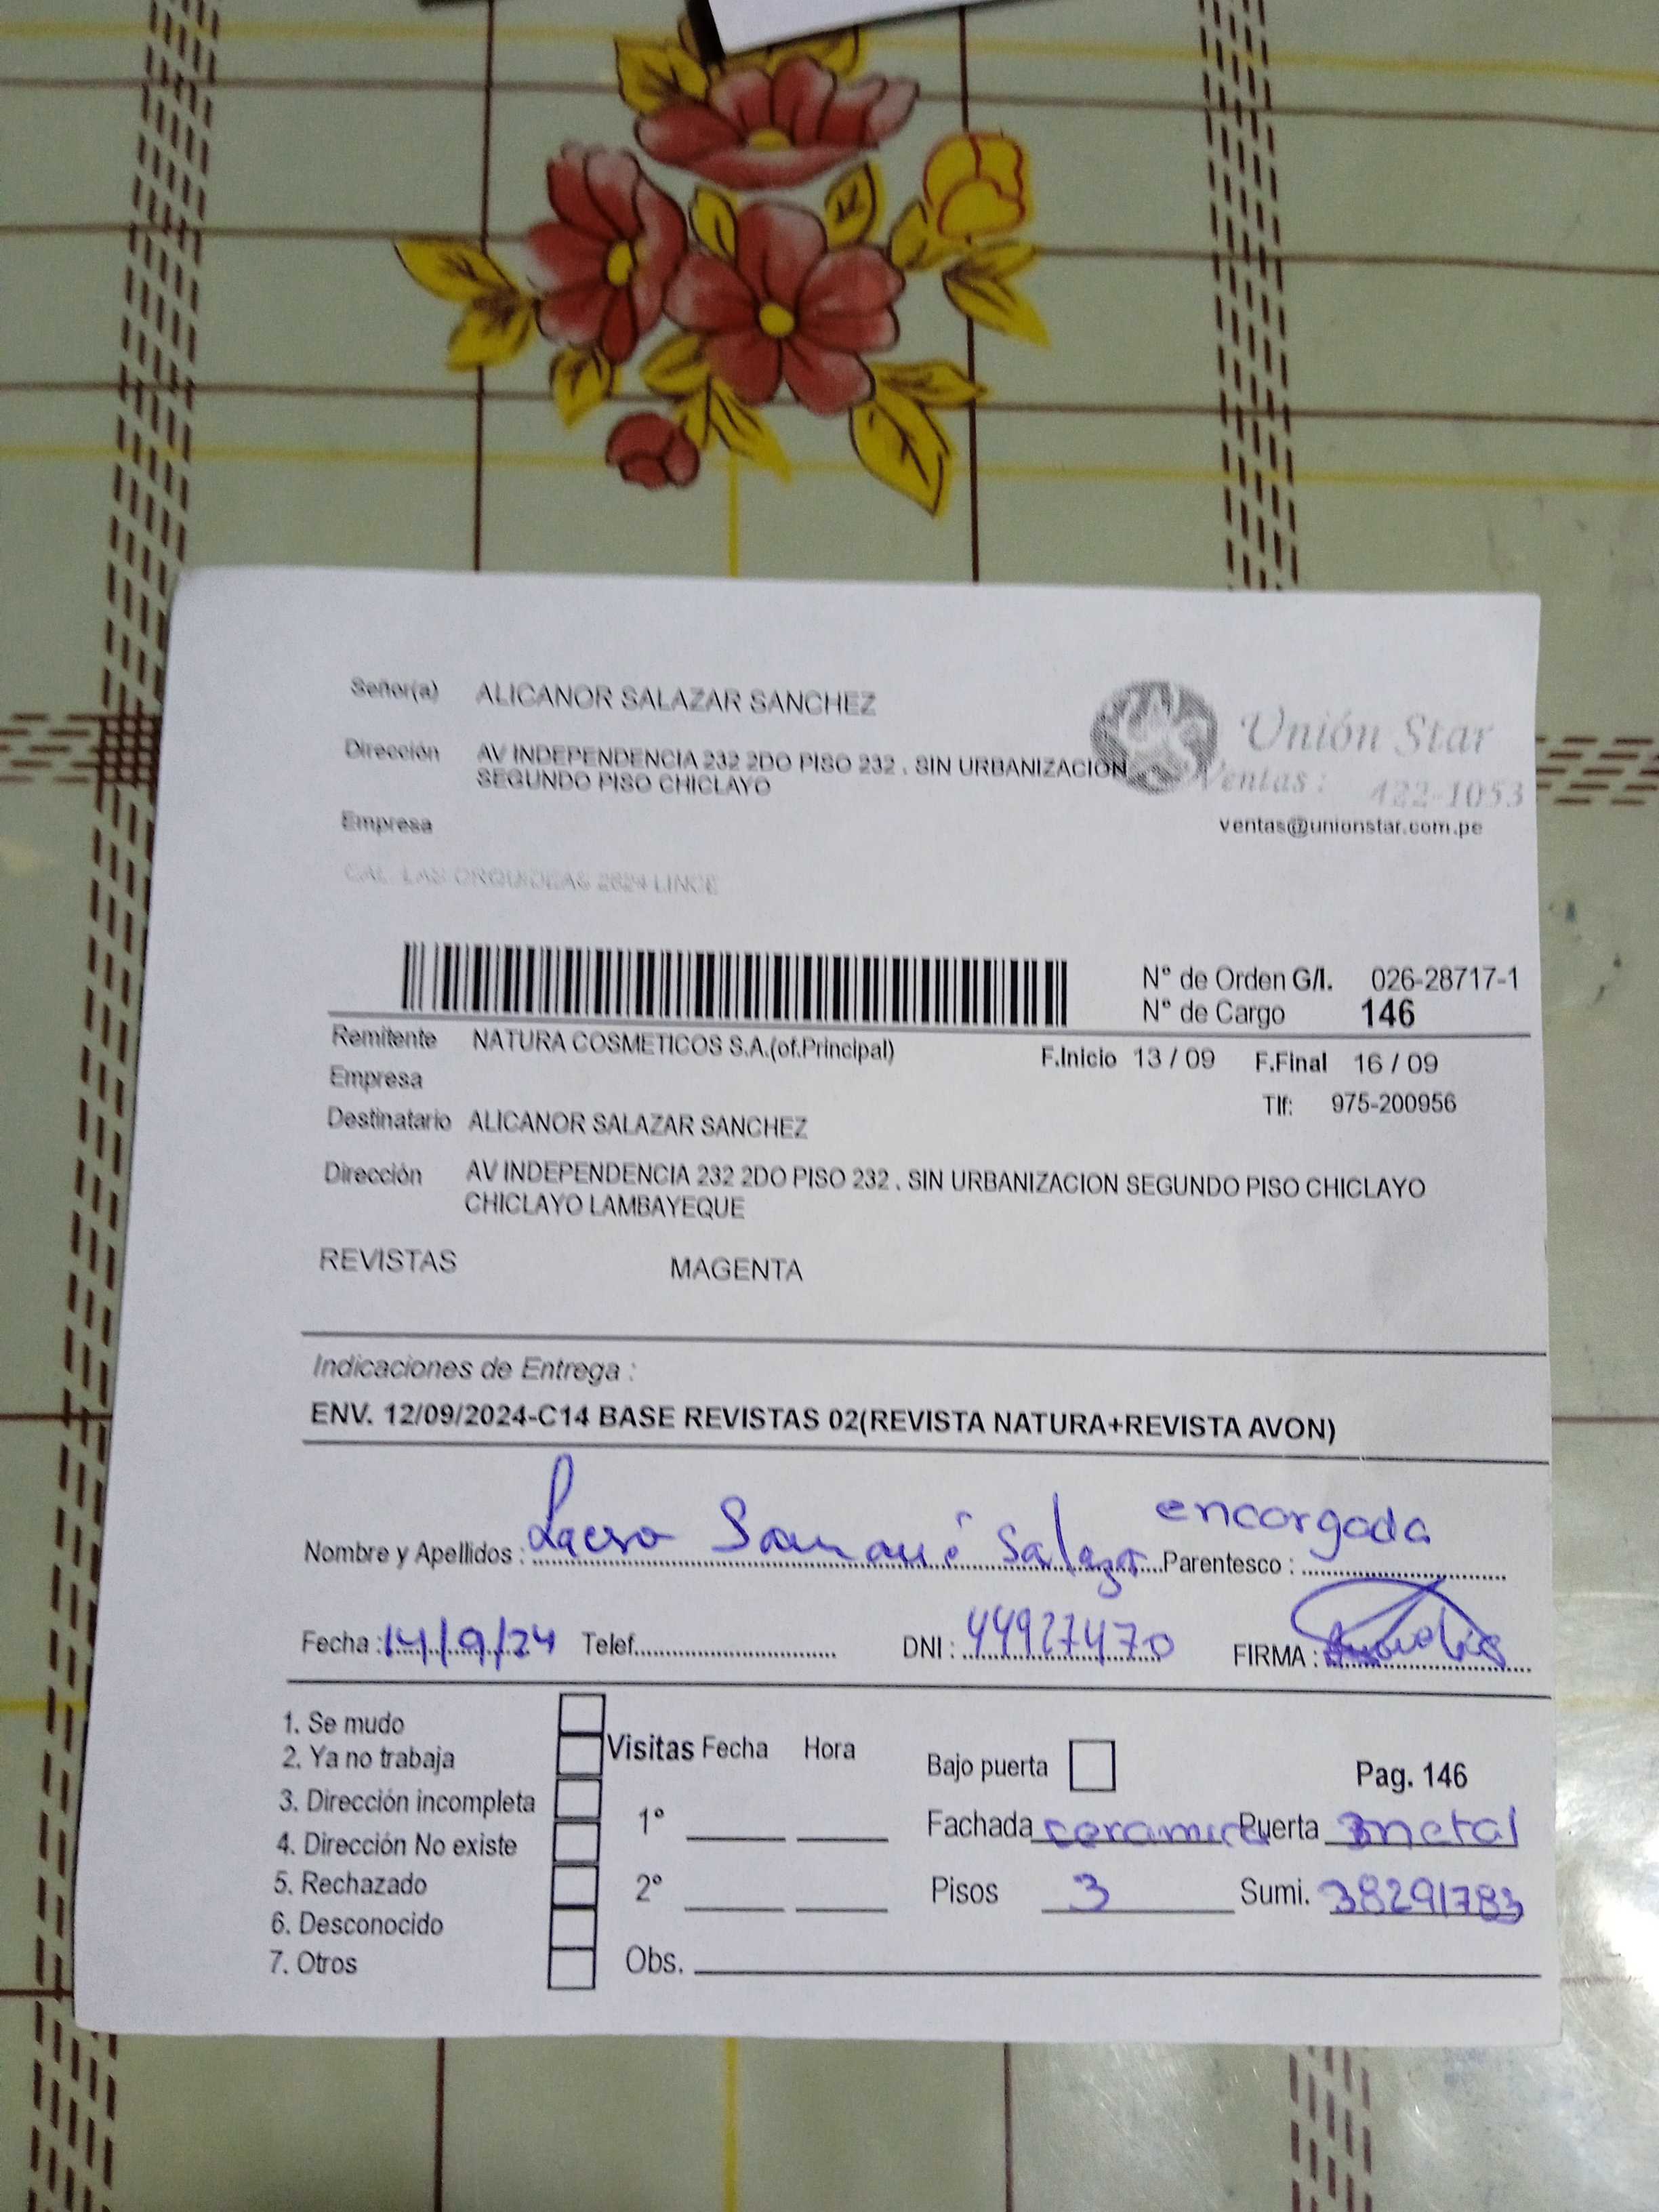 Señor(a) ALICANOR SALAZAR SANCHEZ
Dirección AV INDEPENDENCIA 232 2DO PISO 232 . SIN URBANIZACION
SEGUNDO PISO CHICLAYO
Empresa
Unión Star
Ventas : 422-1053
ventas@unionstar.com.pe
CAL. LAS ORQUIDEAS 2624 LINCE
N° de Orden G/I. 026-28717-1
N° de Cargo 146
Remitente NATURA COSMETICOS S.A.(of.Principal)
F.Inicio 13 / 09 F.Final 16 / 09
Empresa
Tlf: 975-200956
Destinatario ALICANOR SALAZAR SANCHEZ
Dirección AV INDEPENDENCIA 232 2DO PISO 232 . SIN URBANIZACION SEGUNDO PISO CHICLAYO
CHICLAYO LAMBAYEQUE
REVISTAS MAGENTA
Indicaciones de Entrega :
ENV. 12/09/2024-C14 BASE REVISTAS 02(REVISTA NATURA+REVISTA AVON)
Nombre y Apellidos : Salazar Parentesco : encargada
Fecha : 14/9/24 Telef. DNI : 44927470 FIRMA :
1. Se mudo
2. Ya no trabaja
3. Dirección incompleta
4. Dirección No existe
5. Rechazado
6. Desconocido
7. Otros
Visitas Fecha Hora
1°
2°
Obs.
Bajo puerta
Pag. 146
Fachada ceramica Puerta metal
Pisos 3 Sumi. 38291783